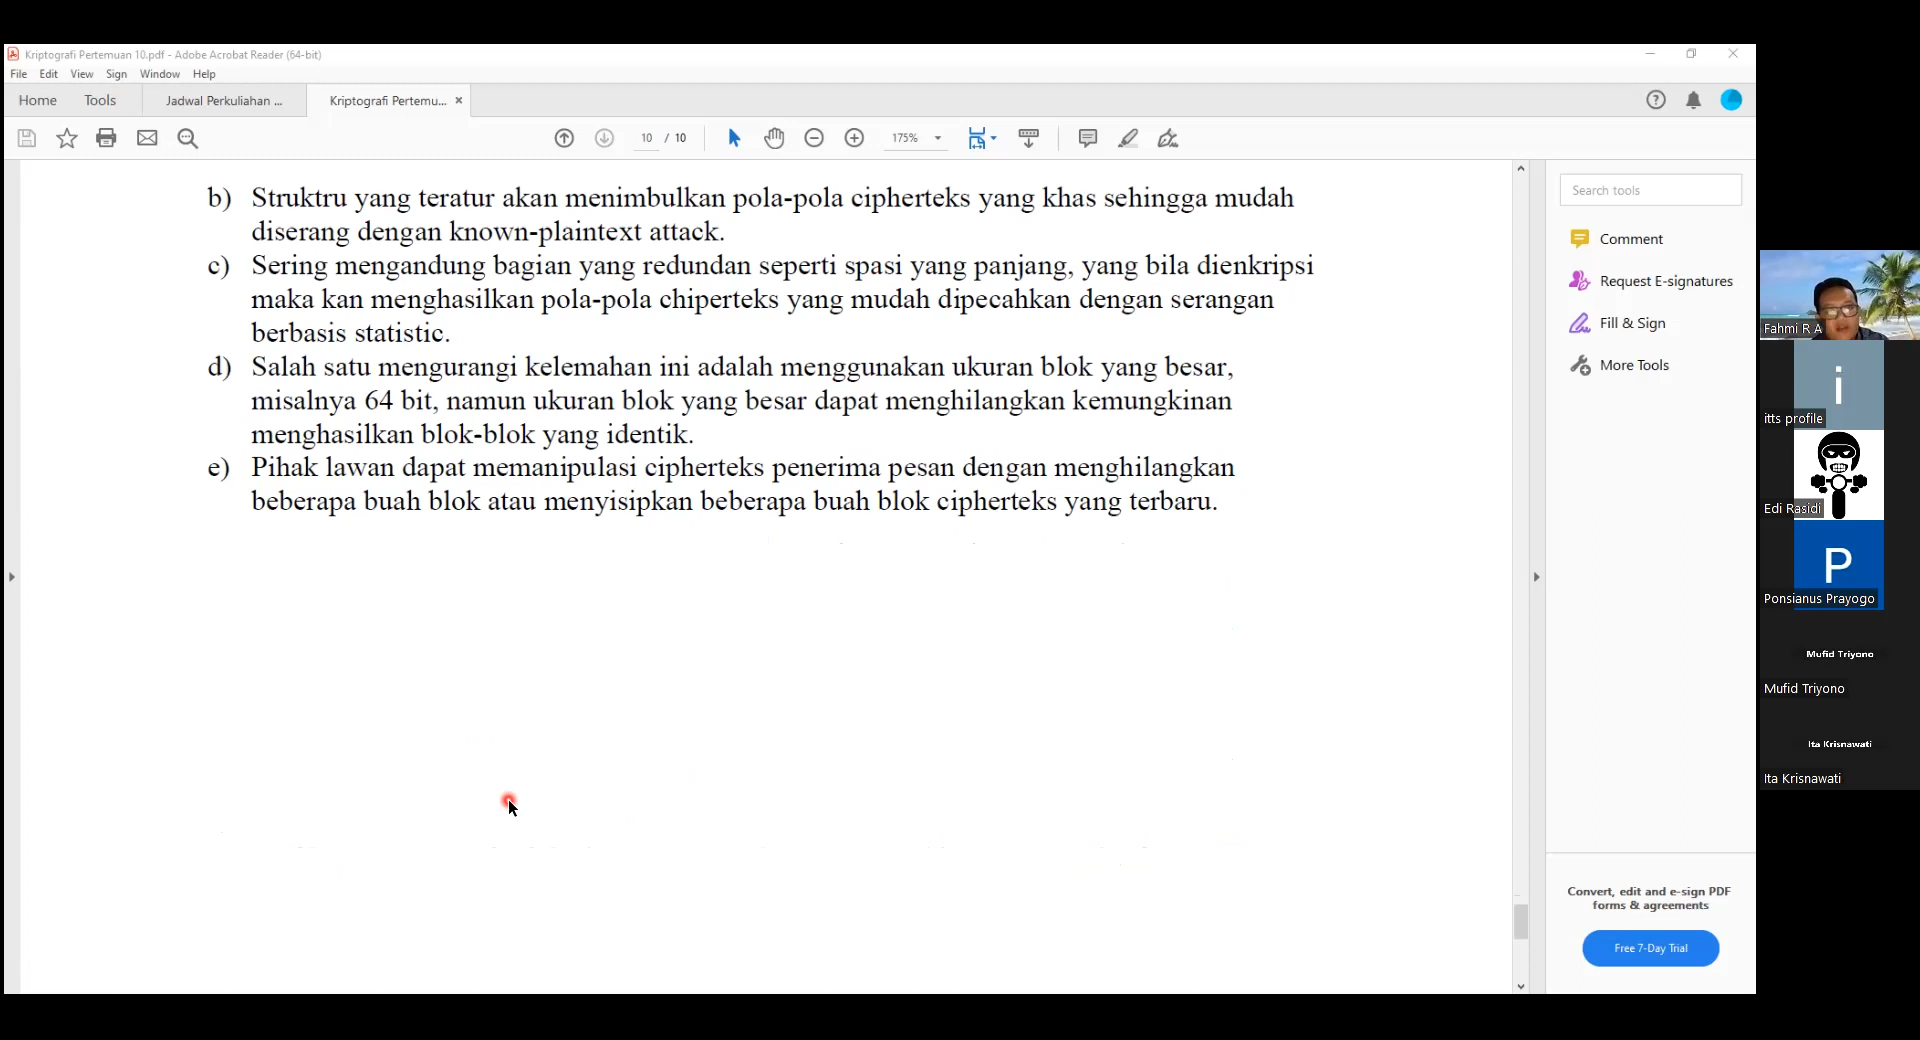 Kriptografi Pertemuan 10.pdf - Adobe Acrobat Reader (64-bit)
File Edit View Sign Window Help
Home Tools Jadwal Perkuliahan ... Kriptografi Pertemu... ×
10 / 10 175%
b) Struktru yang teratur akan menimbulkan pola-pola cipherteks yang khas sehingga mudah
diserang dengan known-plaintext attack.
c) Sering mengandung bagian yang redundan seperti spasi yang panjang, yang bila dienkripsi
maka kan menghasilkan pola-pola chiperteks yang mudah dipecahkan dengan serangan
berbasis statistic.
d) Salah satu mengurangi kelemahan ini adalah menggunakan ukuran blok yang besar,
misalnya 64 bit, namun ukuran blok yang besar dapat menghilangkan kemungkinan
menghasilkan blok-blok yang identik.
e) Pihak lawan dapat memanipulasi cipherteks penerima pesan dengan menghilangkan
beberapa buah blok atau menyisipkan beberapa buah blok cipherteks yang terbaru.
Search tools
Comment
Request E-signatures
Fill & Sign
More Tools
Convert, edit and e-sign PDF
forms & agreements
Free 7-Day Trial
Fahmi R A
i
itts profile
Edi Rasidi
P
Ponsianus Prayogo
Mufid Triyono
Mufid Triyono
Ita Krisnawati
Ita Krisnawati